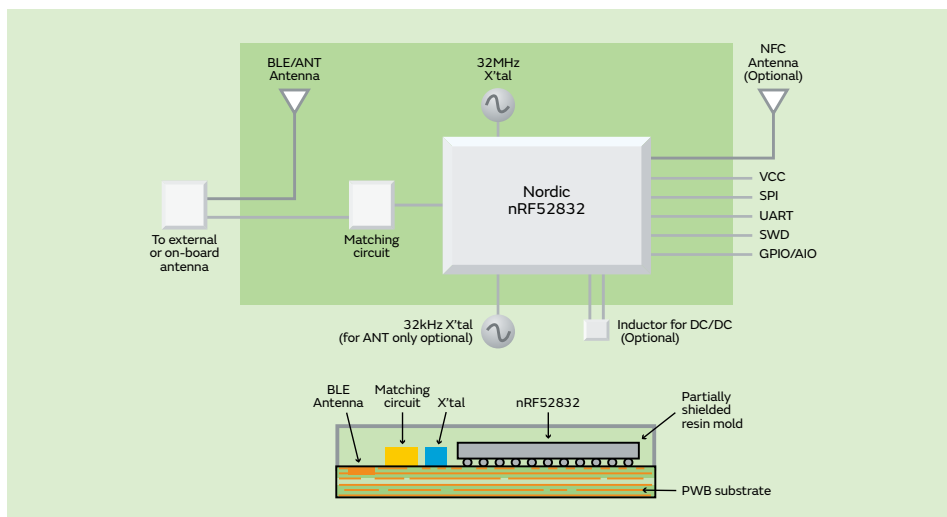 BLE/ANT
Antenna
32MHz
X'tal
NFC
Antenna
(Optional)
Nordic
nRF52832
VCC
SPI
UART
SWD
GPIO/AIO
To external
or on-board
antenna
Matching
circuit
32kHz X'tal
(for ANT only optional)
Inductor for DC/DC
(Optional)
BLE
Antenna
Matching
circuit
X'tal
nRF52832
Partially
shielded
resin mold
PWB substrate